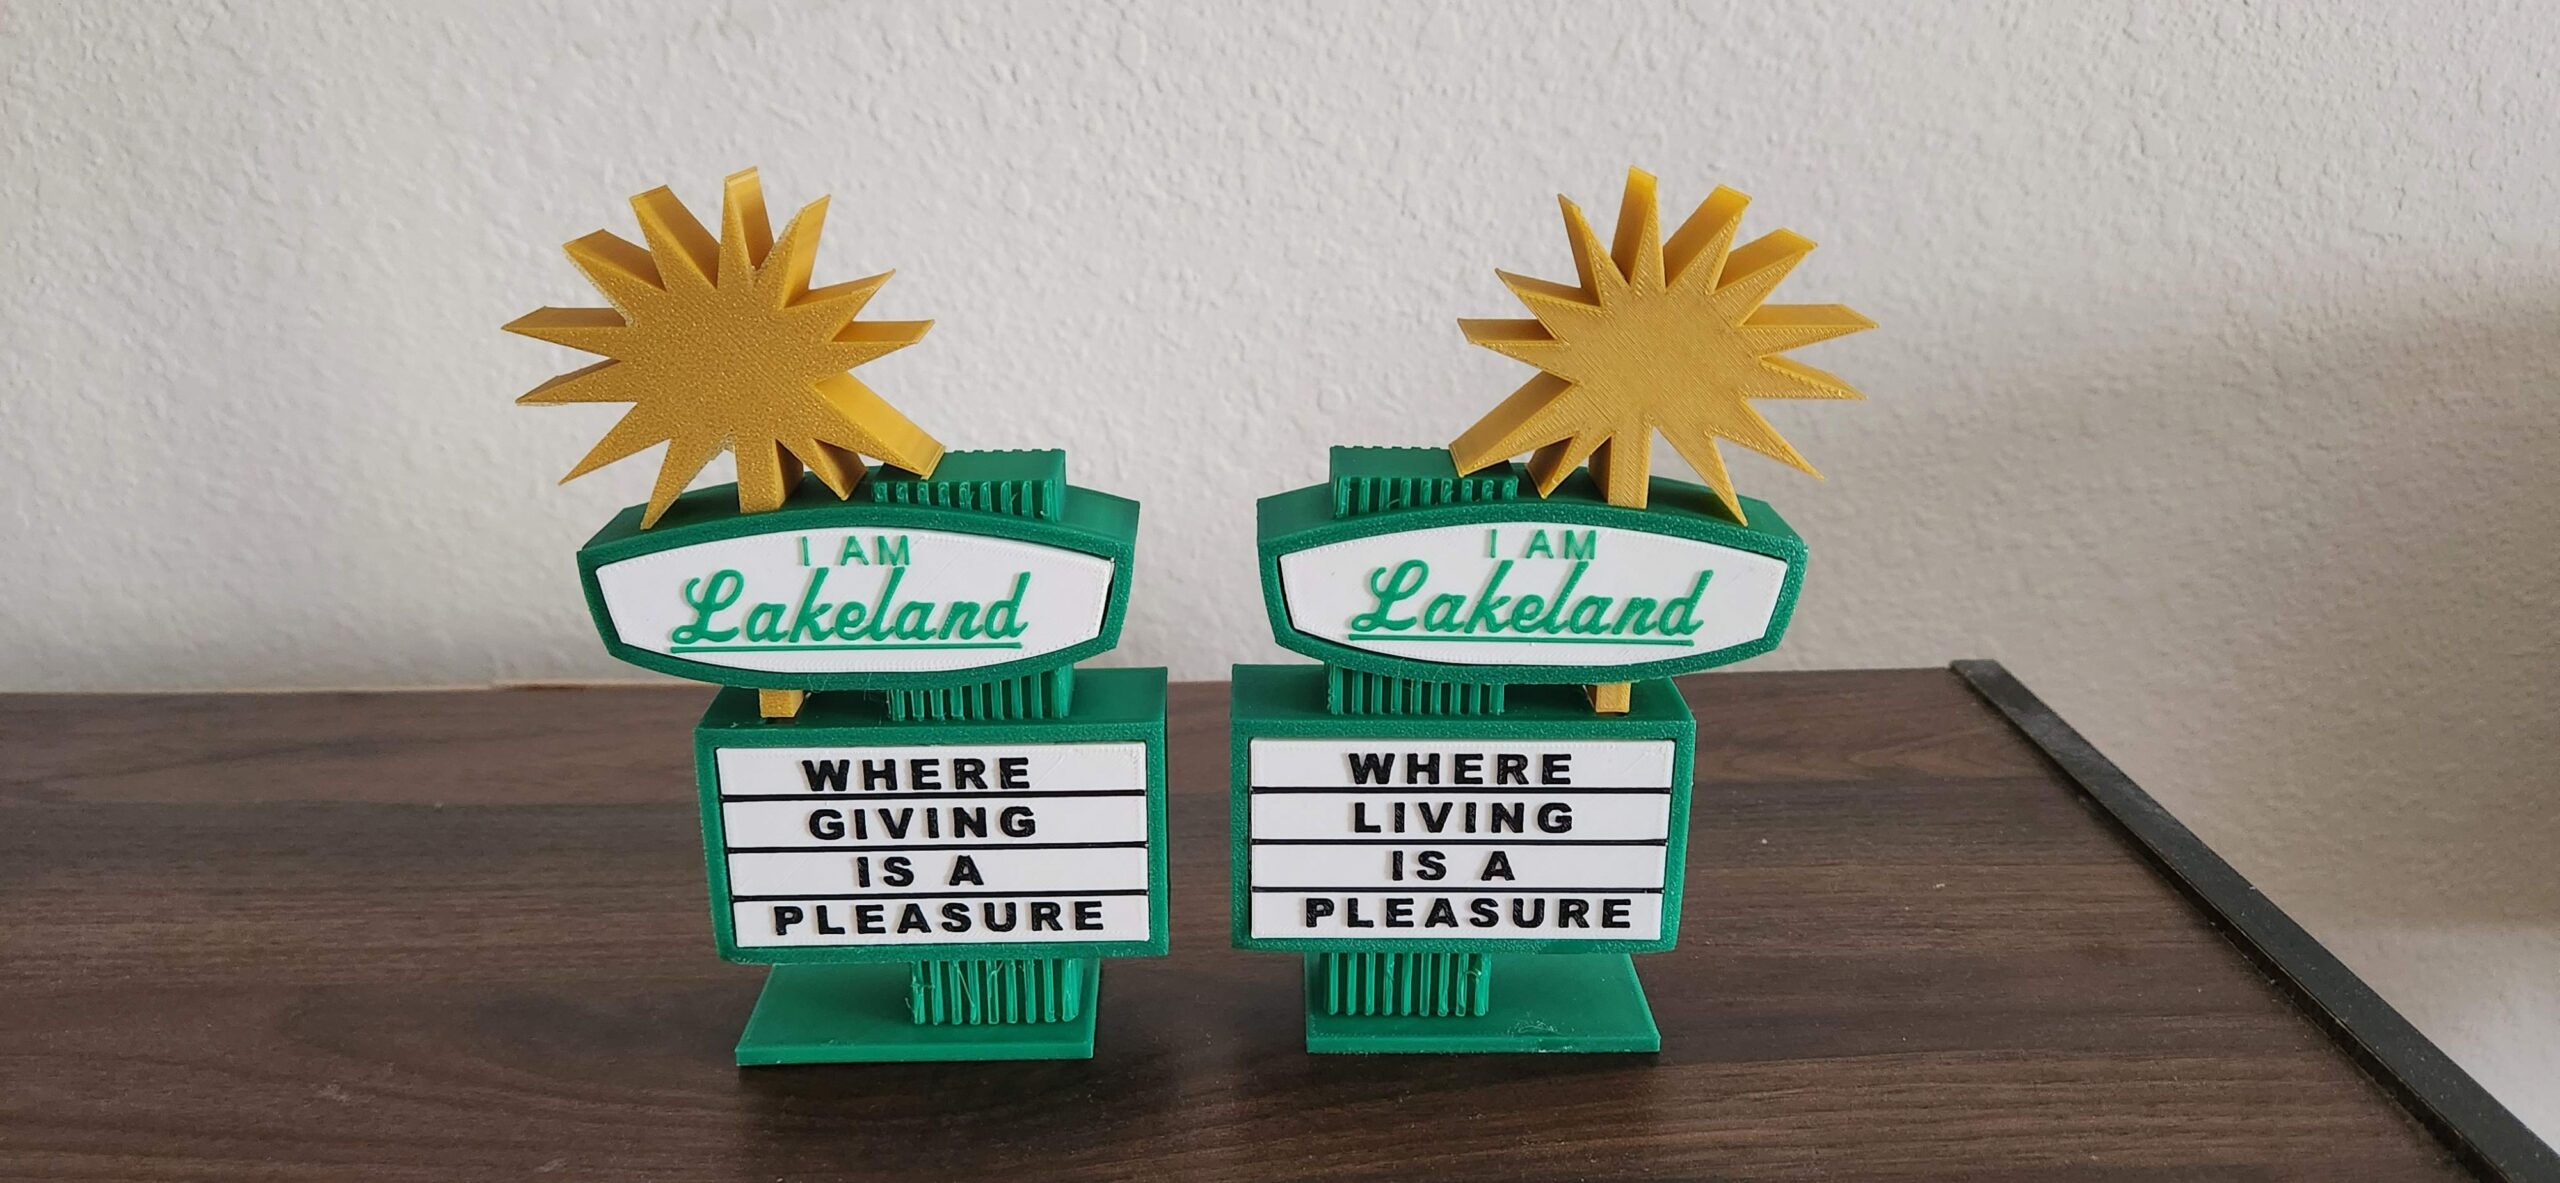 I AM
Lakeland
WHERE
GIVING
IS A
PLEASURE
I AM
Lakeland
WHERE
LIVING
IS A
PLEASURE